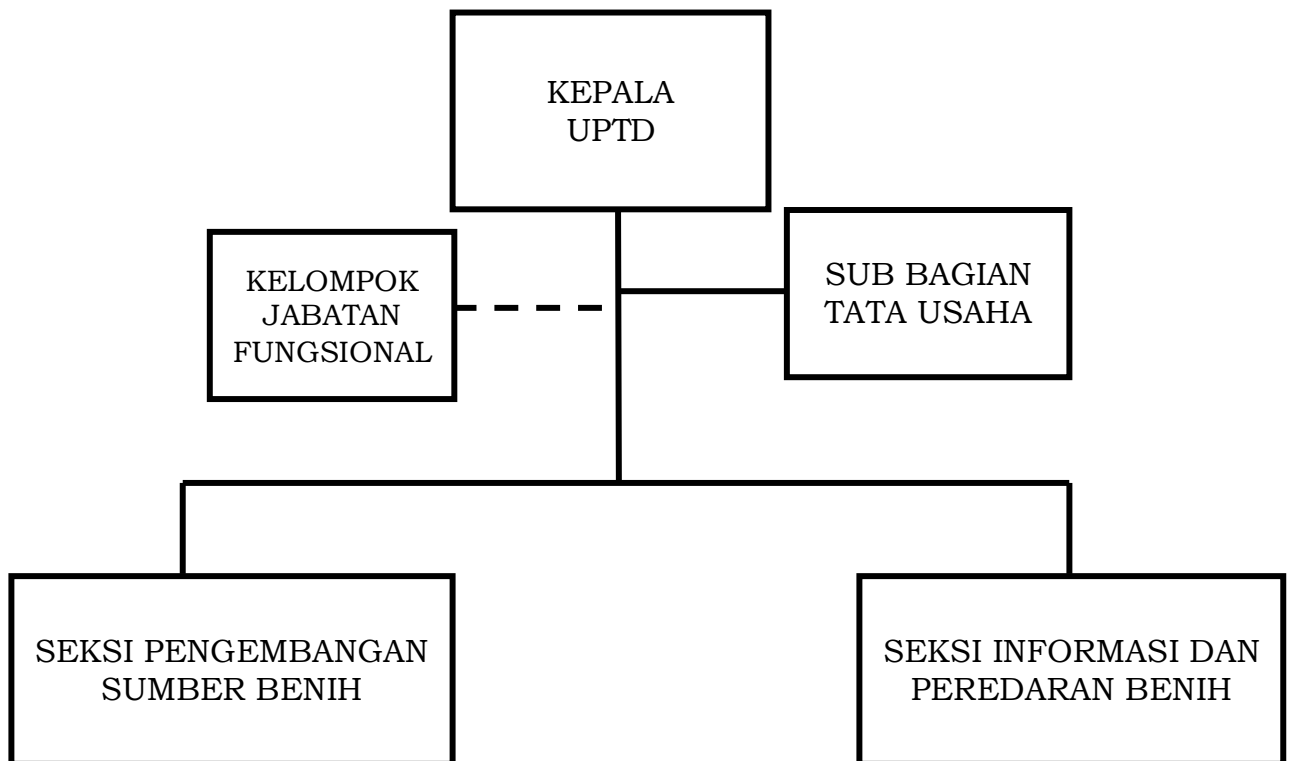 KEPALA
UPTD
KELOMPOK
JABATAN
FUNGSIONAL
SUB BAGIAN
TATA USAHA
SEKSI PENGEMBANGAN
SUMBER BENIH
SEKSI INFORMASI DAN
PEREDARAN BENIH